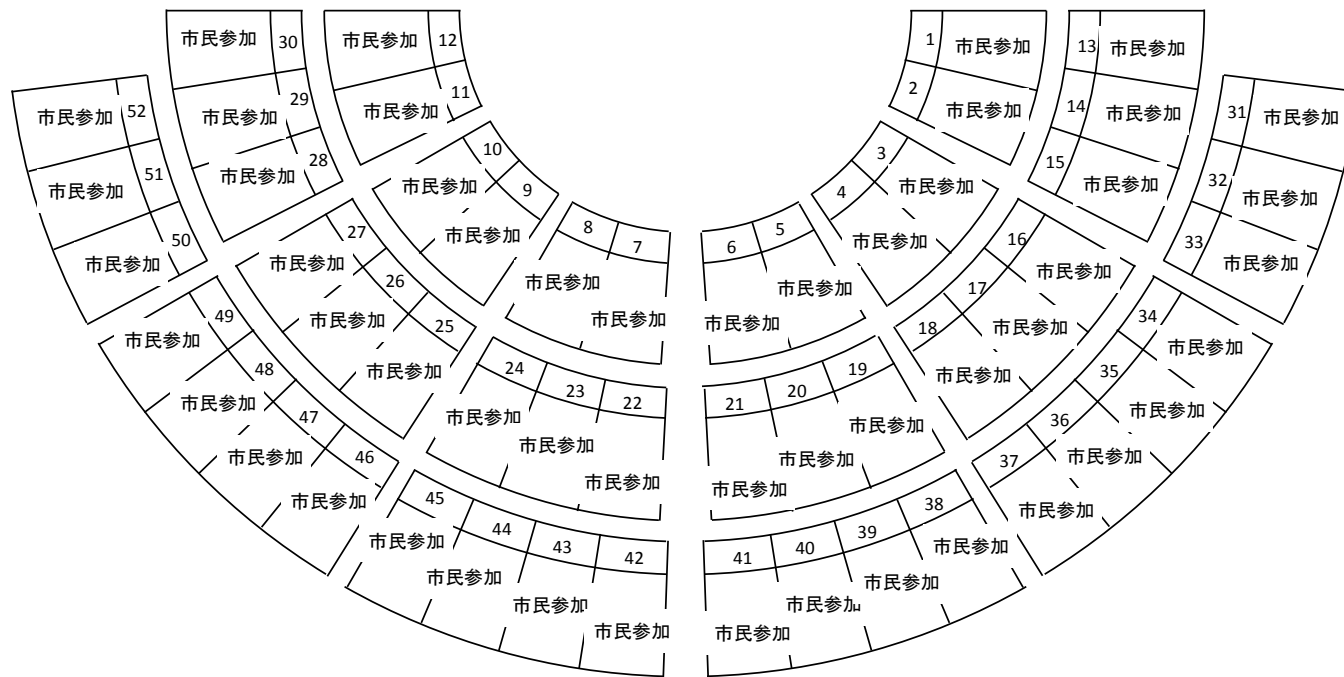 市民参加 30 市民参加 12 1 市民参加 13 市民参加
市民参加 52 市民参加 29 市民参加 11 2 市民参加 14 市民参加 31 市民参加
市民参加 51 市民参加 28 市民参加 10 3 市民参加 15 市民参加 32 市民参加
市民参加 50 市民参加 9 4 市民参加 33 市民参加
市民参加 27 8 7 6 5 16 市民参加
市民参加 26 市民参加 市民参加 17 市民参加
市民参加 49 市民参加 25 市民参加 市民参加 18 市民参加 34 市民参加
市民参加 48 24 23 22 21 20 19 35 市民参加
市民参加 47 市民参加 市民参加 36 市民参加
市民参加 46 市民参加 市民参加 37 市民参加
市民参加 市民参加
45 44 43 42 41 40 39 38
市民参加 市民参加
市民参加 市民参加
市民参加 市民参加
市民参加 市民参加